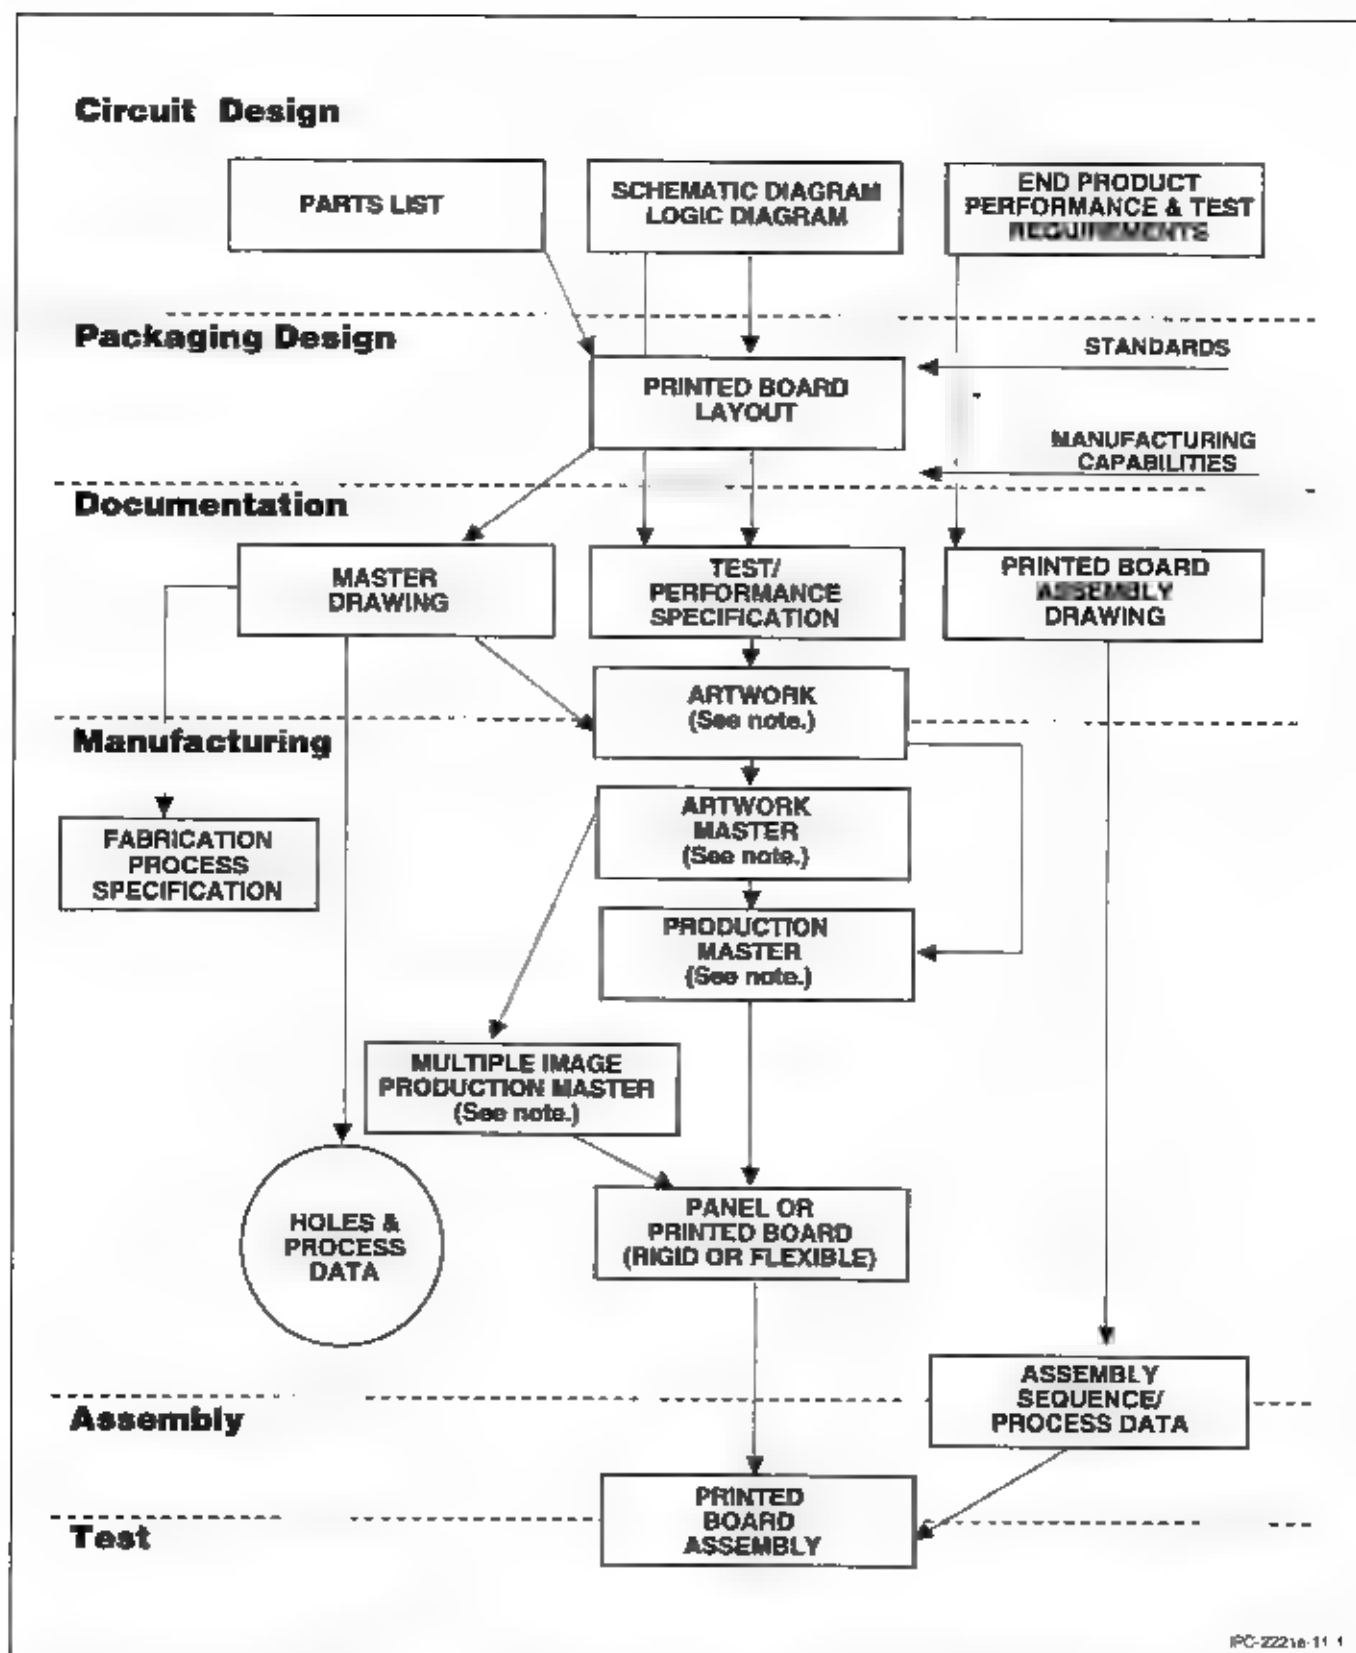 Circuit Design
PARTS LIST
SCHEMATIC DIAGRAM
LOGIC DIAGRAM
END PRODUCT
PERFORMANCE & TEST
REQUIREMENTS
Packaging Design
STANDARDS
PRINTED BOARD
LAYOUT
MANUFACTURING
CAPABILITIES
Documentation
MASTER
DRAWING
TEST/
PERFORMANCE
SPECIFICATION
PRINTED BOARD
ASSEMBLY
DRAWING
ARTWORK
(See note.)
Manufacturing
FABRICATION
PROCESS
SPECIFICATION
ARTWORK
MASTER
(See note.)
PRODUCTION
MASTER
(See note.)
MULTIPLE IMAGE
PRODUCTION MASTER
(See note.)
HOLES &
PROCESS
DATA
PANEL OR
PRINTED BOARD
(RIGID OR FLEXIBLE)
ASSEMBLY
SEQUENCE/
PROCESS DATA
Assembly
PRINTED
BOARD
ASSEMBLY
Test